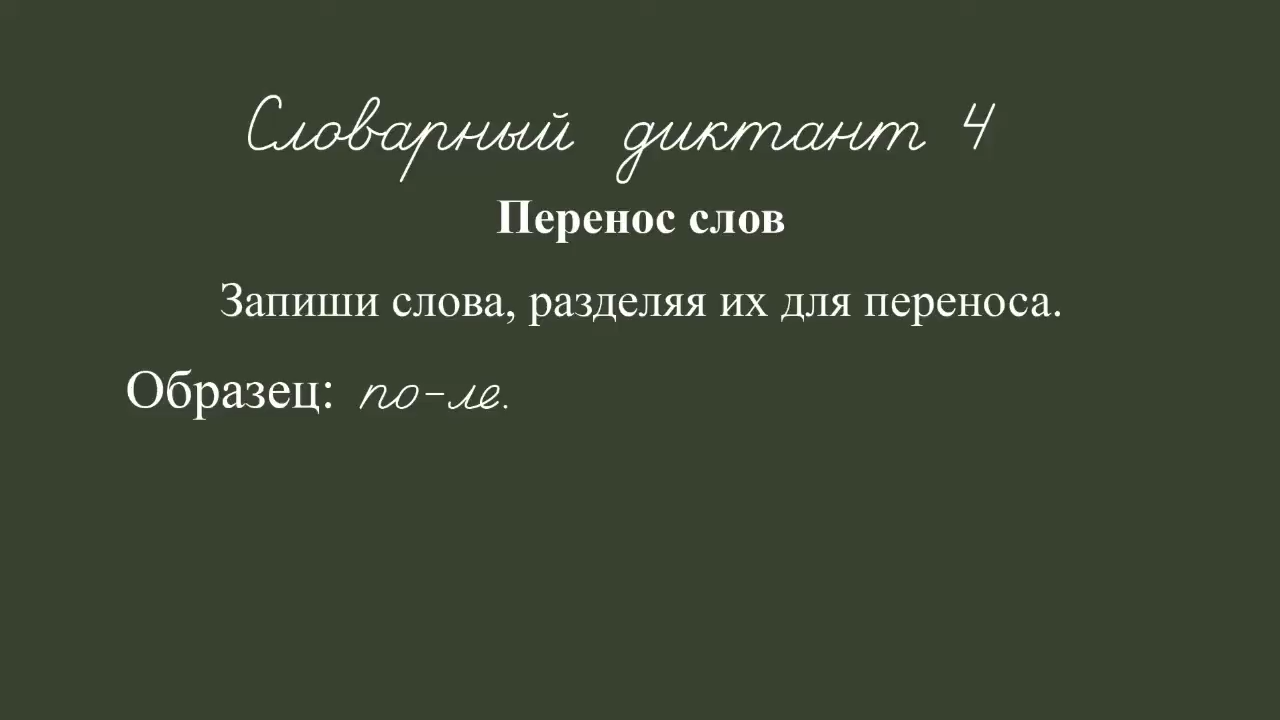 Словарный диктант 4
Перенос слов
Запиши слова, разделяя их для переноса.
Образец: по-ле.